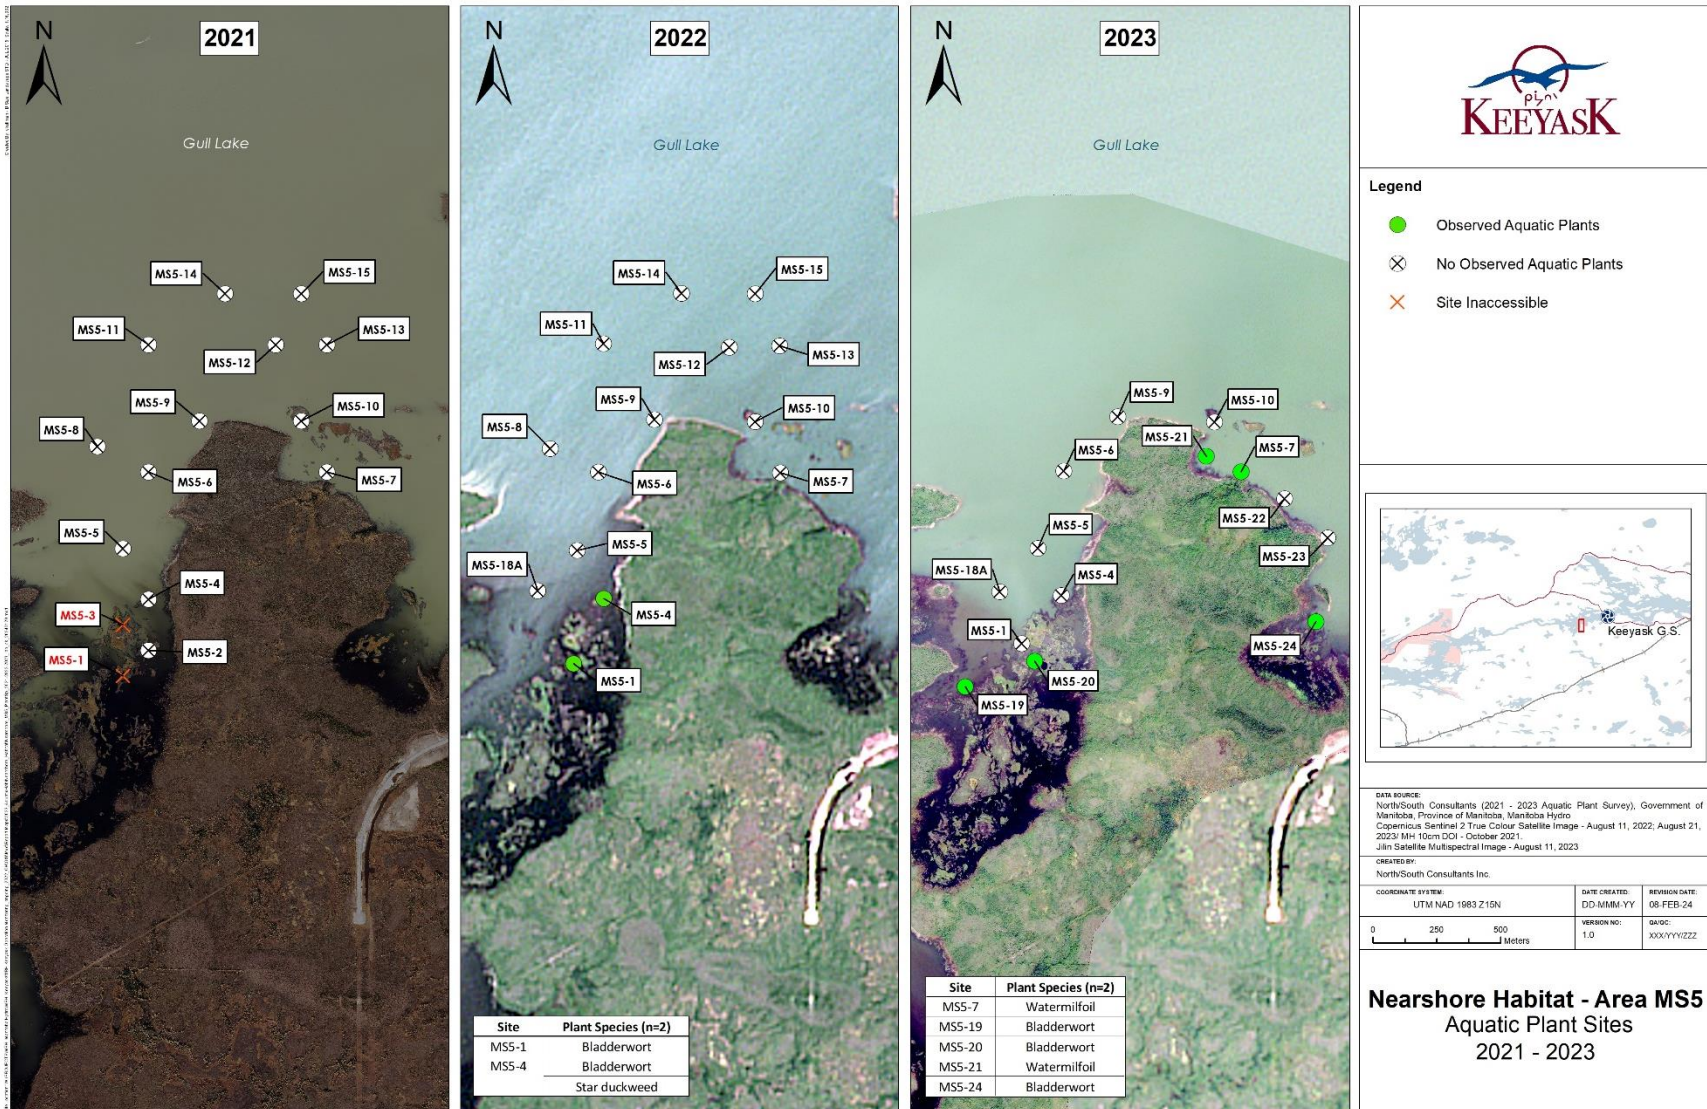 N
2021
Gull Lake
MS5-14
MS5-15
MS5-11
MS5-13
MS5-12
MS5-9
MS5-10
MS5-8
MS5-6
MS5-7
MS5-5
MS5-4
MS5-3
MS5-2
MS5-1
N
2022
Gull Lake
MS5-14
MS5-15
MS5-11
MS5-12
MS5-13
MS5-9
MS5-10
MS5-8
MS5-6
MS5-7
MS5-5
MS5-18A
MS5-4
MS5-1
Site Plant Species (n=2)
MS5-1 Bladderwort
MS5-4 Bladderwort
Star duckweed
N
2023
Gull Lake
MS5-9
MS5-10
MS5-21
MS5-7
MS5-6
MS5-22
MS5-5
MS5-23
MS5-18A
MS5-4
MS5-1
MS5-24
MS5-20
MS5-19
Site Plant Species (n=2)
MS5-7 Watermilfoil
MS5-19 Bladderwort
MS5-20 Bladderwort
MS5-21 Watermilfoil
MS5-24 Bladderwort
KEEYASK
Legend
Observed Aquatic Plants
No Observed Aquatic Plants
Site Inaccessible
Keeyask G.S.
DATA SOURCE:
North/South Consultants (2021 - 2023 Aquatic Plant Survey), Government of
Manitoba, Province of Manitoba, Manitoba Hydro
Copernicus Sentinel 2 True Colour Satellite Image - August 11, 2022; August 21,
2023/ MH 10cm DOI - October 2021.
Jilin Satellite Multispectral Image - August 11, 2023
CREATED BY:
North/South Consultants Inc.
COORDINATE SYSTEM: DATE CREATED: REVISION DATE:
UTM NAD 1983 Z15N DD-MMM-YY 08-FEB-24
0 250 500 Meters
VERSION NO: QA/QC:
1.0 XXX/YYY/ZZZ
Nearshore Habitat - Area MS5
Aquatic Plant Sites
2021 - 2023